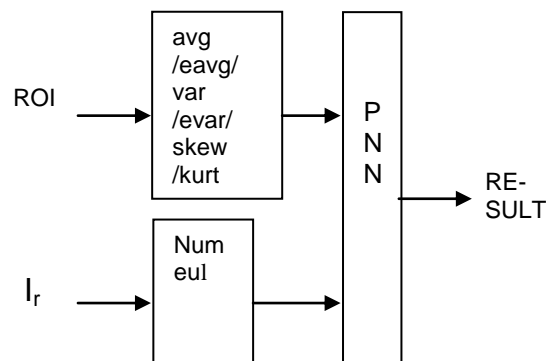 avg
/eavg/
var
/evar/
skew
/kurt
ROI
P
N
N
RE-
SULT
Num
eul
Ir